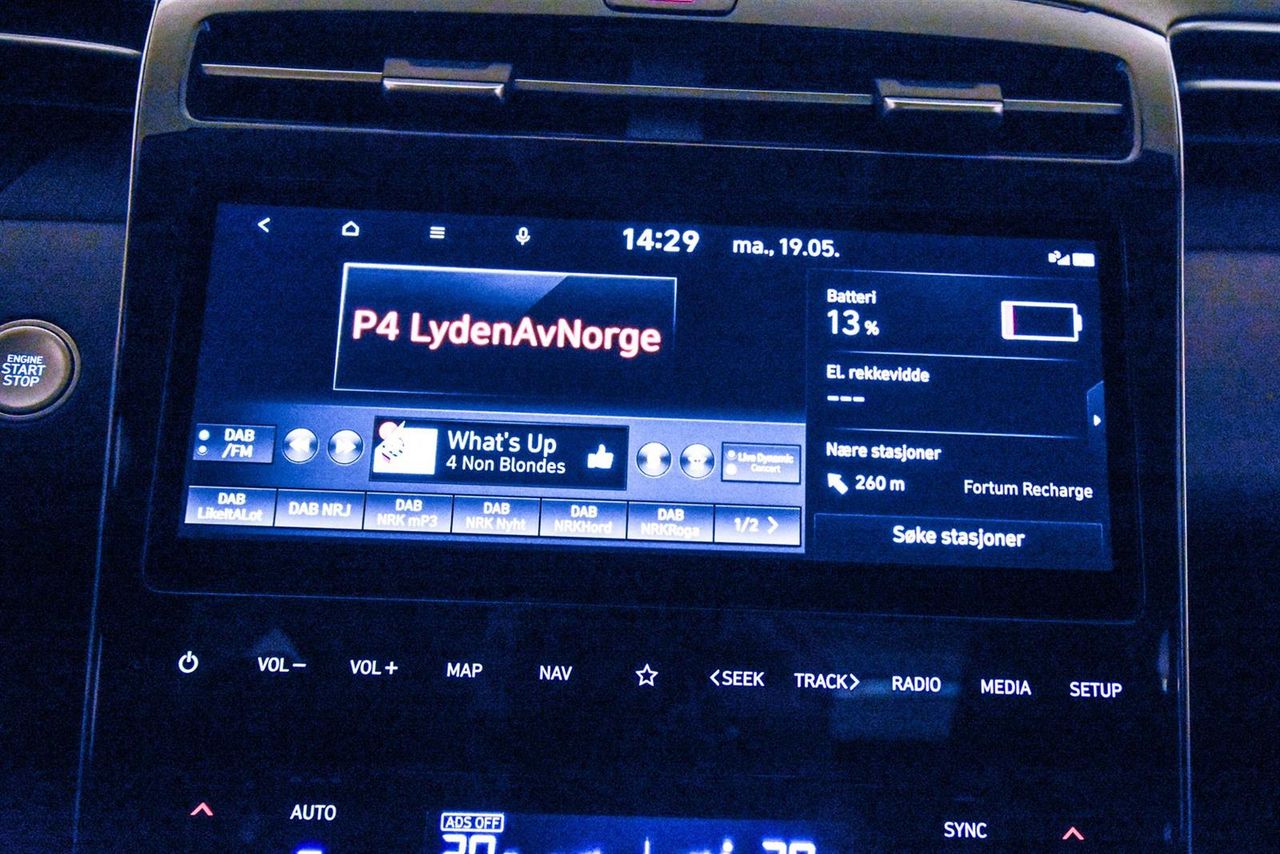 14:29
ma., 19.05.
P4 LydenAvNorge
Batteri
13 %
El. rekkevidde
---
Nære stasjoner
260 m
Fortum Recharge
Søke stasjoner
DAB
/FM
What's Up
4 Non Blondes
Live Dynamic
Concert
DAB
LikeitALot
DAB NRJ
DAB
NRK mP3
DAB
NRK Nyht
DAB
NRKHord
DAB
NRKRoga
1/2 >
ENGINE
START
STOP
VOL−
VOL+
MAP
NAV
<SEEK
TRACK>
RADIO
MEDIA
SETUP
AUTO
ADS OFF
SYNC